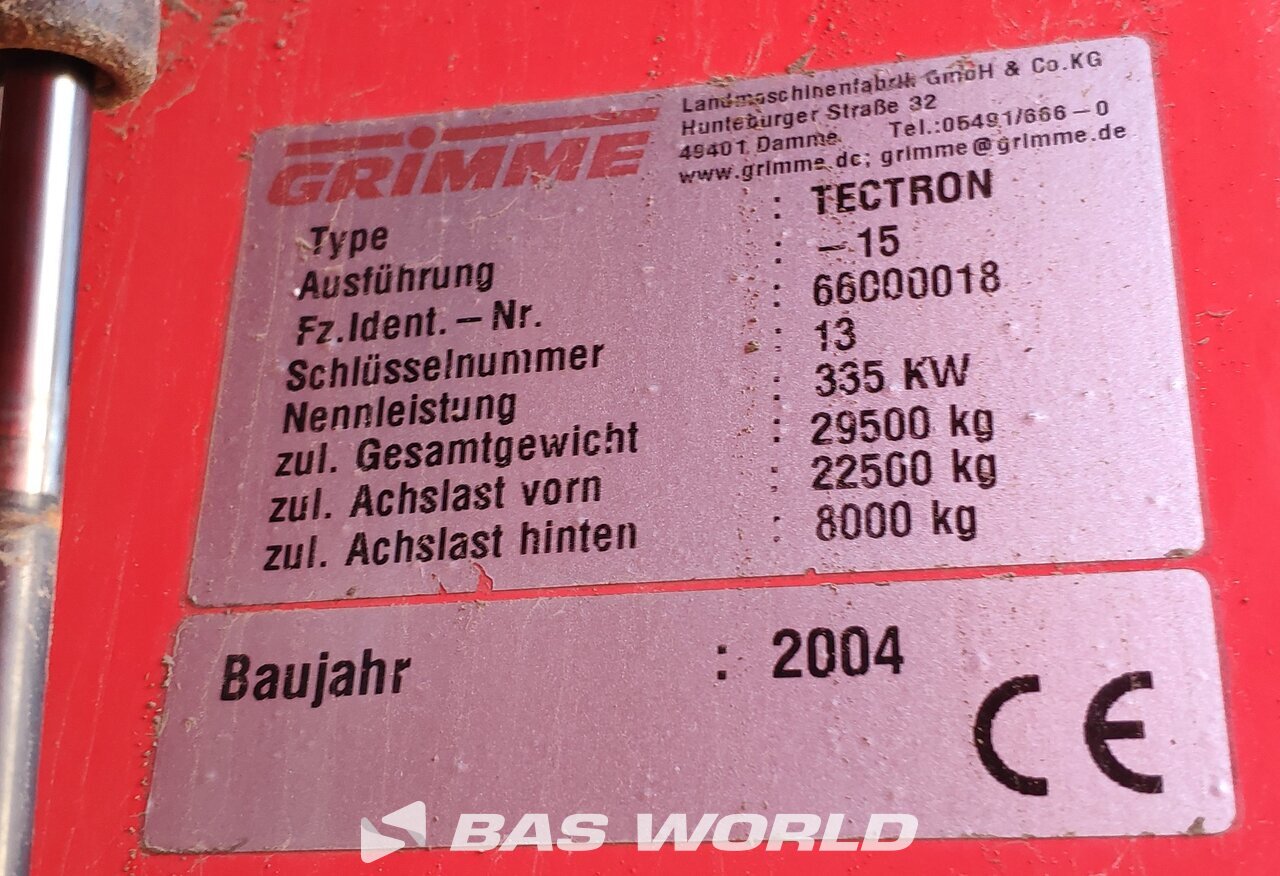 GRIMME
Landmaschinenfabrik GmbH & Co.KG
Hunteburger Straße 32
49401 Damme Tel.:05491/666-0
www.grimme.de; grimme@grimme.de
Type : TECTRON
Ausführung : -15
Fz.Ident.-Nr. : 66000018
Schlüsselnummer : 13
Nennleistung : 335 KW
zul. Gesamtgewicht : 29500 kg
zul. Achslast vorn : 22500 kg
zul. Achslast hinten : 8000 kg
Baujahr : 2004
CE
BAS WORLD